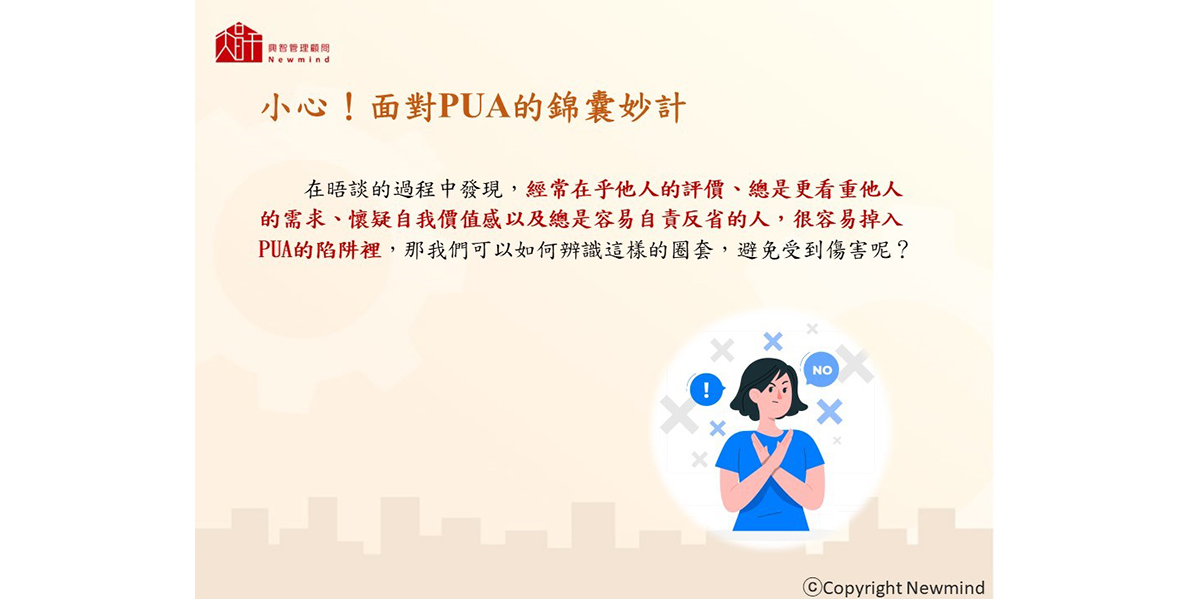 興智管理顧問
Newmind
小心！面對PUA的錦囊妙計
在晤談的過程中發現，經常在乎他人的評價、總是更看重他人
的需求、懷疑自我價值感以及總是容易自責反省的人，很容易掉入
PUA的陷阱裡，那我們可以如何辨識這樣的圈套，避免受到傷害呢？
!
NO
ⓒCopyright Newmind